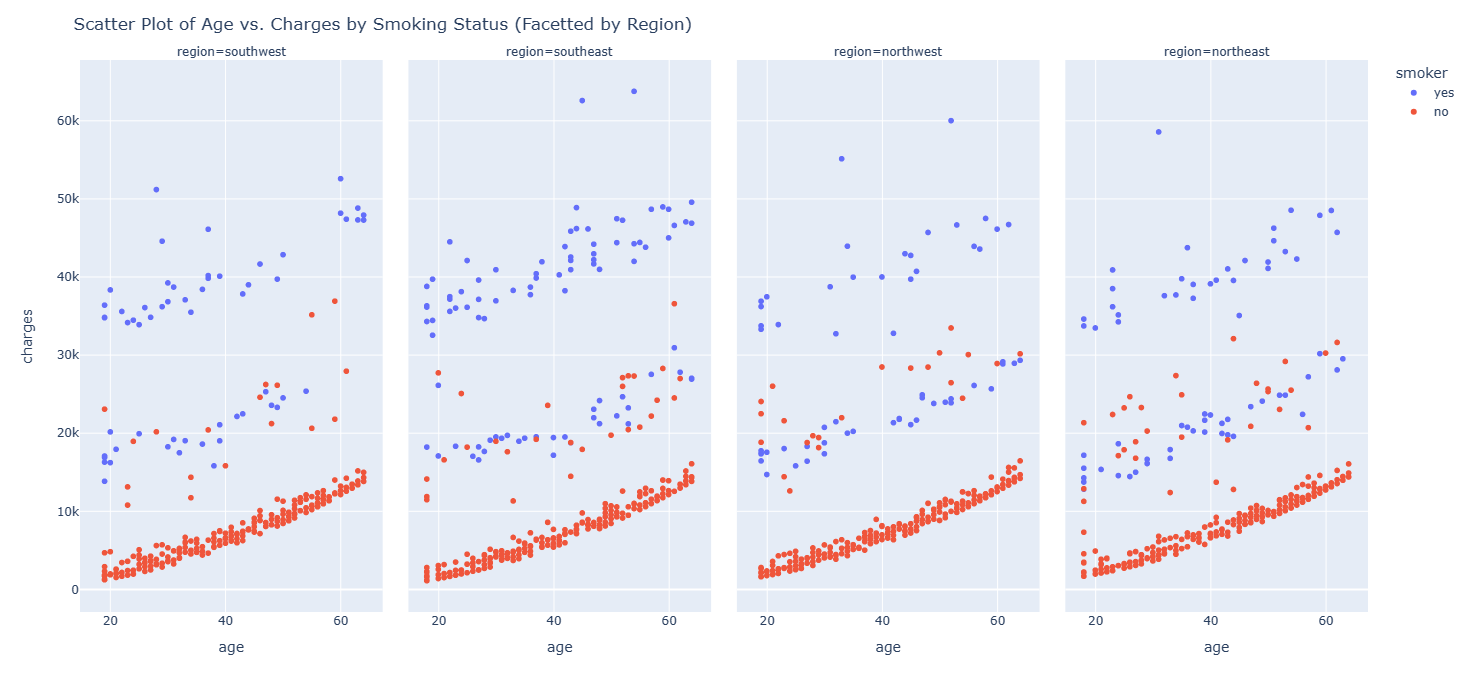 Scatter Plot of Age vs. Charges by Smoking Status (Facetted by Region)
region=southwest
region=southeast
region=northwest
region=northeast
smoker
yes
no
charges
60k
50k
40k
30k
20k
10k
0
20 40 60
20 40 60
20 40 60
20 40 60
age
age
age
age